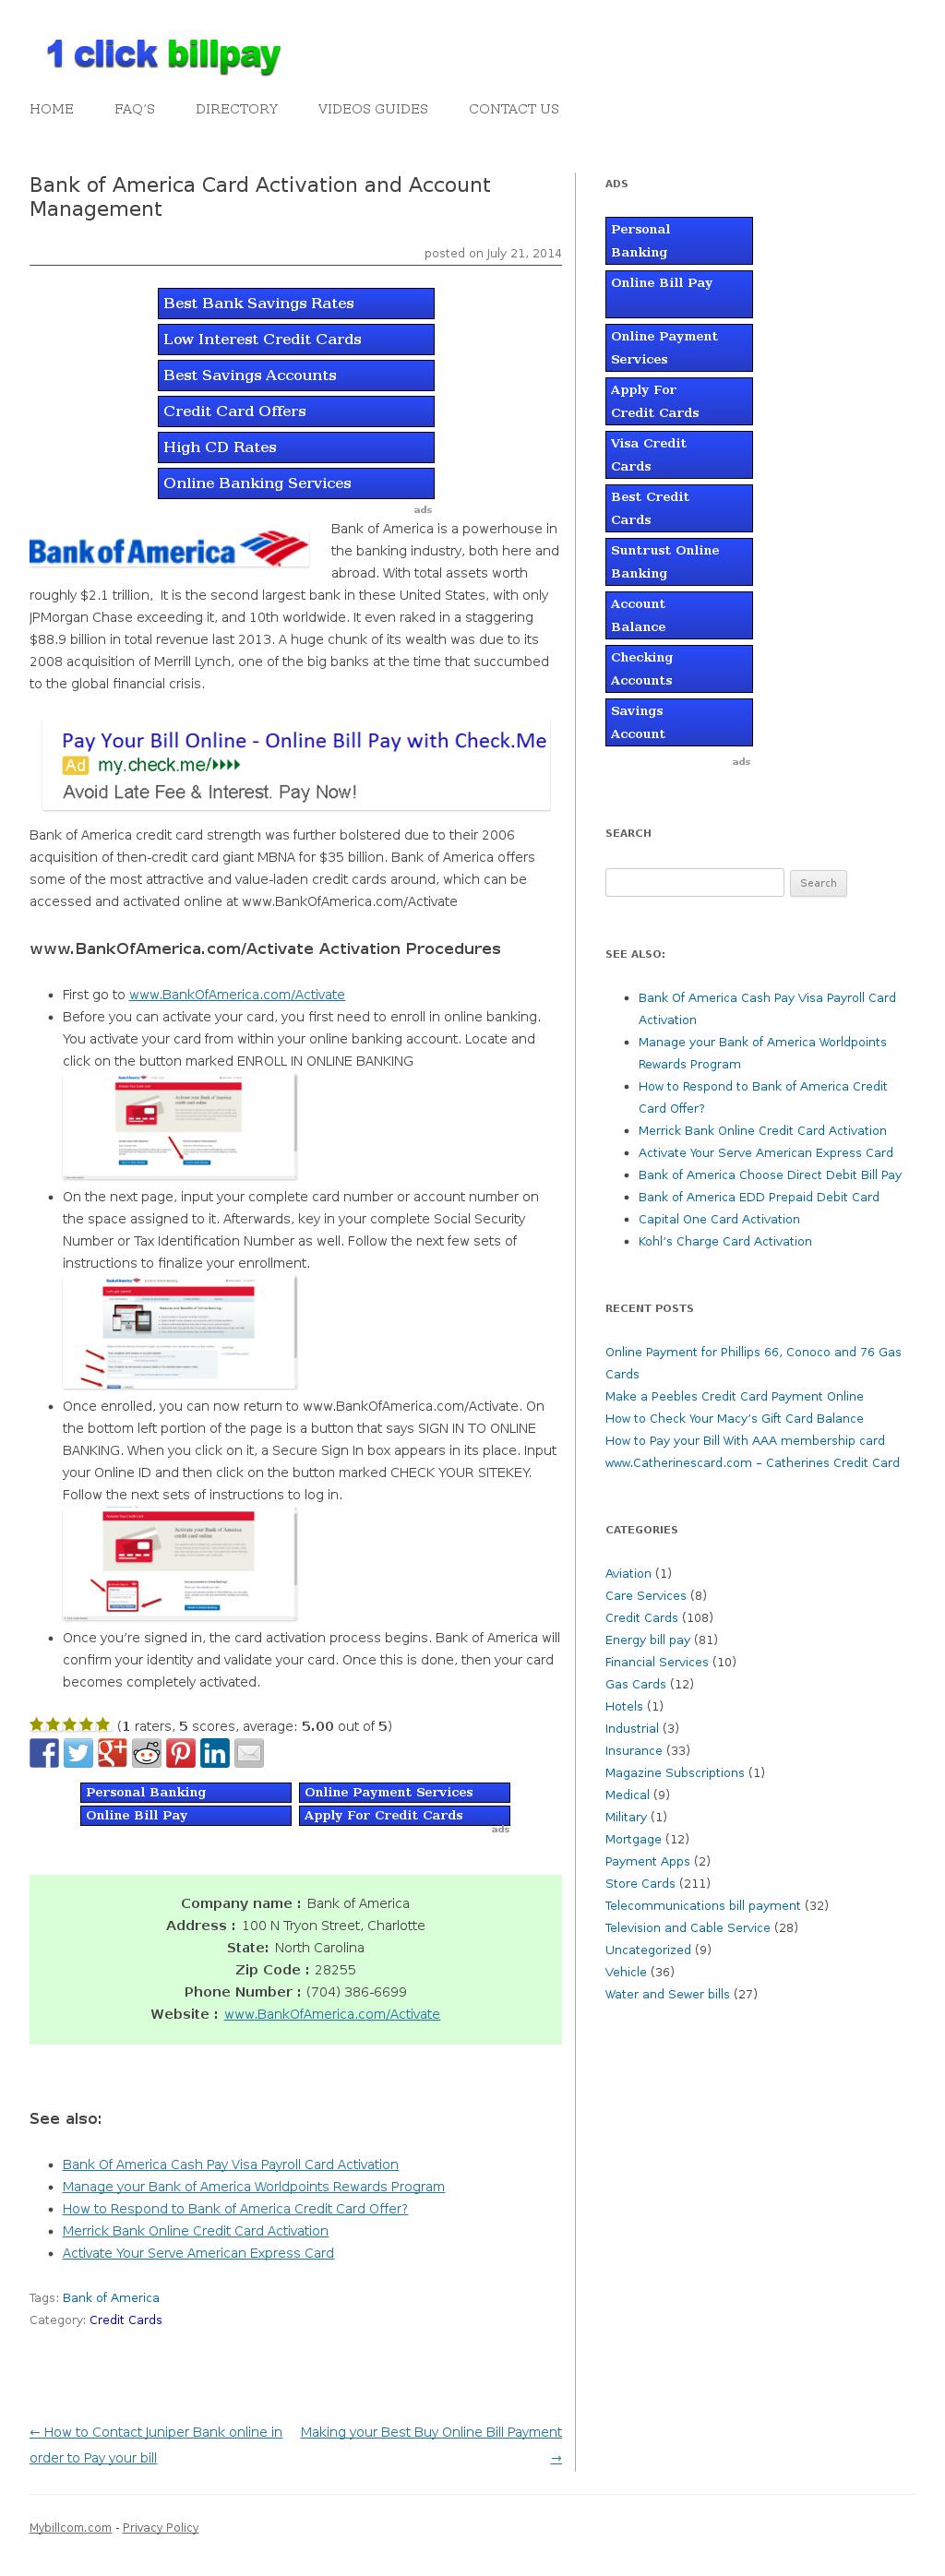 1 click billpay
HOME FAQ'S DIRECTORY VIDEOS GUIDES CONTACT US
Bank of America Card Activation and Account
Management
posted on July 21, 2014
Best Bank Savings Rates
Low Interest Credit Cards
Best Savings Accounts
Credit Card Offers
High CD Rates
Online Banking Services
ads
Bank of America
Bank of America is a powerhouse in
the banking industry, both here and
abroad. With total assets worth
roughly $2.1 trillion, It is the second largest bank in these United States, with only
JPMorgan Chase exceeding it, and 10th worldwide. It even raked in a staggering
$88.9 billion in total revenue last 2013. A huge chunk of its wealth was due to its
2008 acquisition of Merrill Lynch, one of the big banks at the time that succumbed
to the global financial crisis.
Pay Your Bill Online - Online Bill Pay with Check.Me
Ad my.check.me/
Avoid Late Fee & Interest. Pay Now!
Bank of America credit card strength was further bolstered due to their 2006
acquisition of then-credit card giant MBNA for $35 billion. Bank of America offers
some of the most attractive and value-laden credit cards around, which can be
accessed and activated online at www.BankOfAmerica.com/Activate
www.BankOfAmerica.com/Activate Activation Procedures
• First go to www.BankOfAmerica.com/Activate
• Before you can activate your card, you first need to enroll in online banking.
You activate your card from within your online banking account. Locate and
click on the button marked ENROLL IN ONLINE BANKING
• On the next page, input your complete card number or account number on
the space assigned to it. Afterwards, key in your complete Social Security
Number or Tax Identification Number as well. Follow the next few sets of
instructions to finalize your enrollment.
• Once enrolled, you can now return to www.BankOfAmerica.com/Activate. On
the bottom left portion of the page is a button that says SIGN IN TO ONLINE
BANKING. When you click on it, a Secure Sign In box appears in its place. Input
your Online ID and then click on the button marked CHECK YOUR SITEKEY.
Follow the next sets of instructions to log in.
• Once you're signed in, the card activation process begins. Bank of America will
confirm your identity and validate your card. Once this is done, then your card
becomes completely activated.
(1 raters, 5 scores, average: 5.00 out of 5)
Personal Banking Online Payment Services
Online Bill Pay Apply For Credit Cards
ads
Company name : Bank of America
Address : 100 N Tryon Street, Charlotte
State: North Carolina
Zip Code : 28255
Phone Number : (704) 386-6699
Website : www.BankOfAmerica.com/Activate
See also:
• Bank Of America Cash Pay Visa Payroll Card Activation
• Manage your Bank of America Worldpoints Rewards Program
• How to Respond to Bank of America Credit Card Offer?
• Merrick Bank Online Credit Card Activation
• Activate Your Serve American Express Card
Tags: Bank of America
Category: Credit Cards
← How to Contact Juniper Bank online in
order to Pay your bill
Making your Best Buy Online Bill Payment
→
ADS
Personal
Banking
Online Bill Pay
Online Payment
Services
Apply For
Credit Cards
Visa Credit
Cards
Best Credit
Cards
Suntrust Online
Banking
Account
Balance
Checking
Accounts
Savings
Account
ads
SEARCH
Search
SEE ALSO:
• Bank Of America Cash Pay Visa Payroll Card
Activation
• Manage your Bank of America Worldpoints
Rewards Program
• How to Respond to Bank of America Credit
Card Offer?
• Merrick Bank Online Credit Card Activation
• Activate Your Serve American Express Card
• Bank of America Choose Direct Debit Bill Pay
• Bank of America EDD Prepaid Debit Card
• Capital One Card Activation
• Kohl's Charge Card Activation
RECENT POSTS
Online Payment for Phillips 66, Conoco and 76 Gas
Cards
Make a Peebles Credit Card Payment Online
How to Check Your Macy's Gift Card Balance
How to Pay your Bill With AAA membership card
www.Catherinescard.com – Catherines Credit Card
CATEGORIES
Aviation (1)
Care Services (8)
Credit Cards (108)
Energy bill pay (81)
Financial Services (10)
Gas Cards (12)
Hotels (1)
Industrial (3)
Insurance (33)
Magazine Subscriptions (1)
Medical (9)
Military (1)
Mortgage (12)
Payment Apps (2)
Store Cards (211)
Telecommunications bill payment (32)
Television and Cable Service (28)
Uncategorized (9)
Vehicle (36)
Water and Sewer bills (27)
Mybillcom.com - Privacy Policy